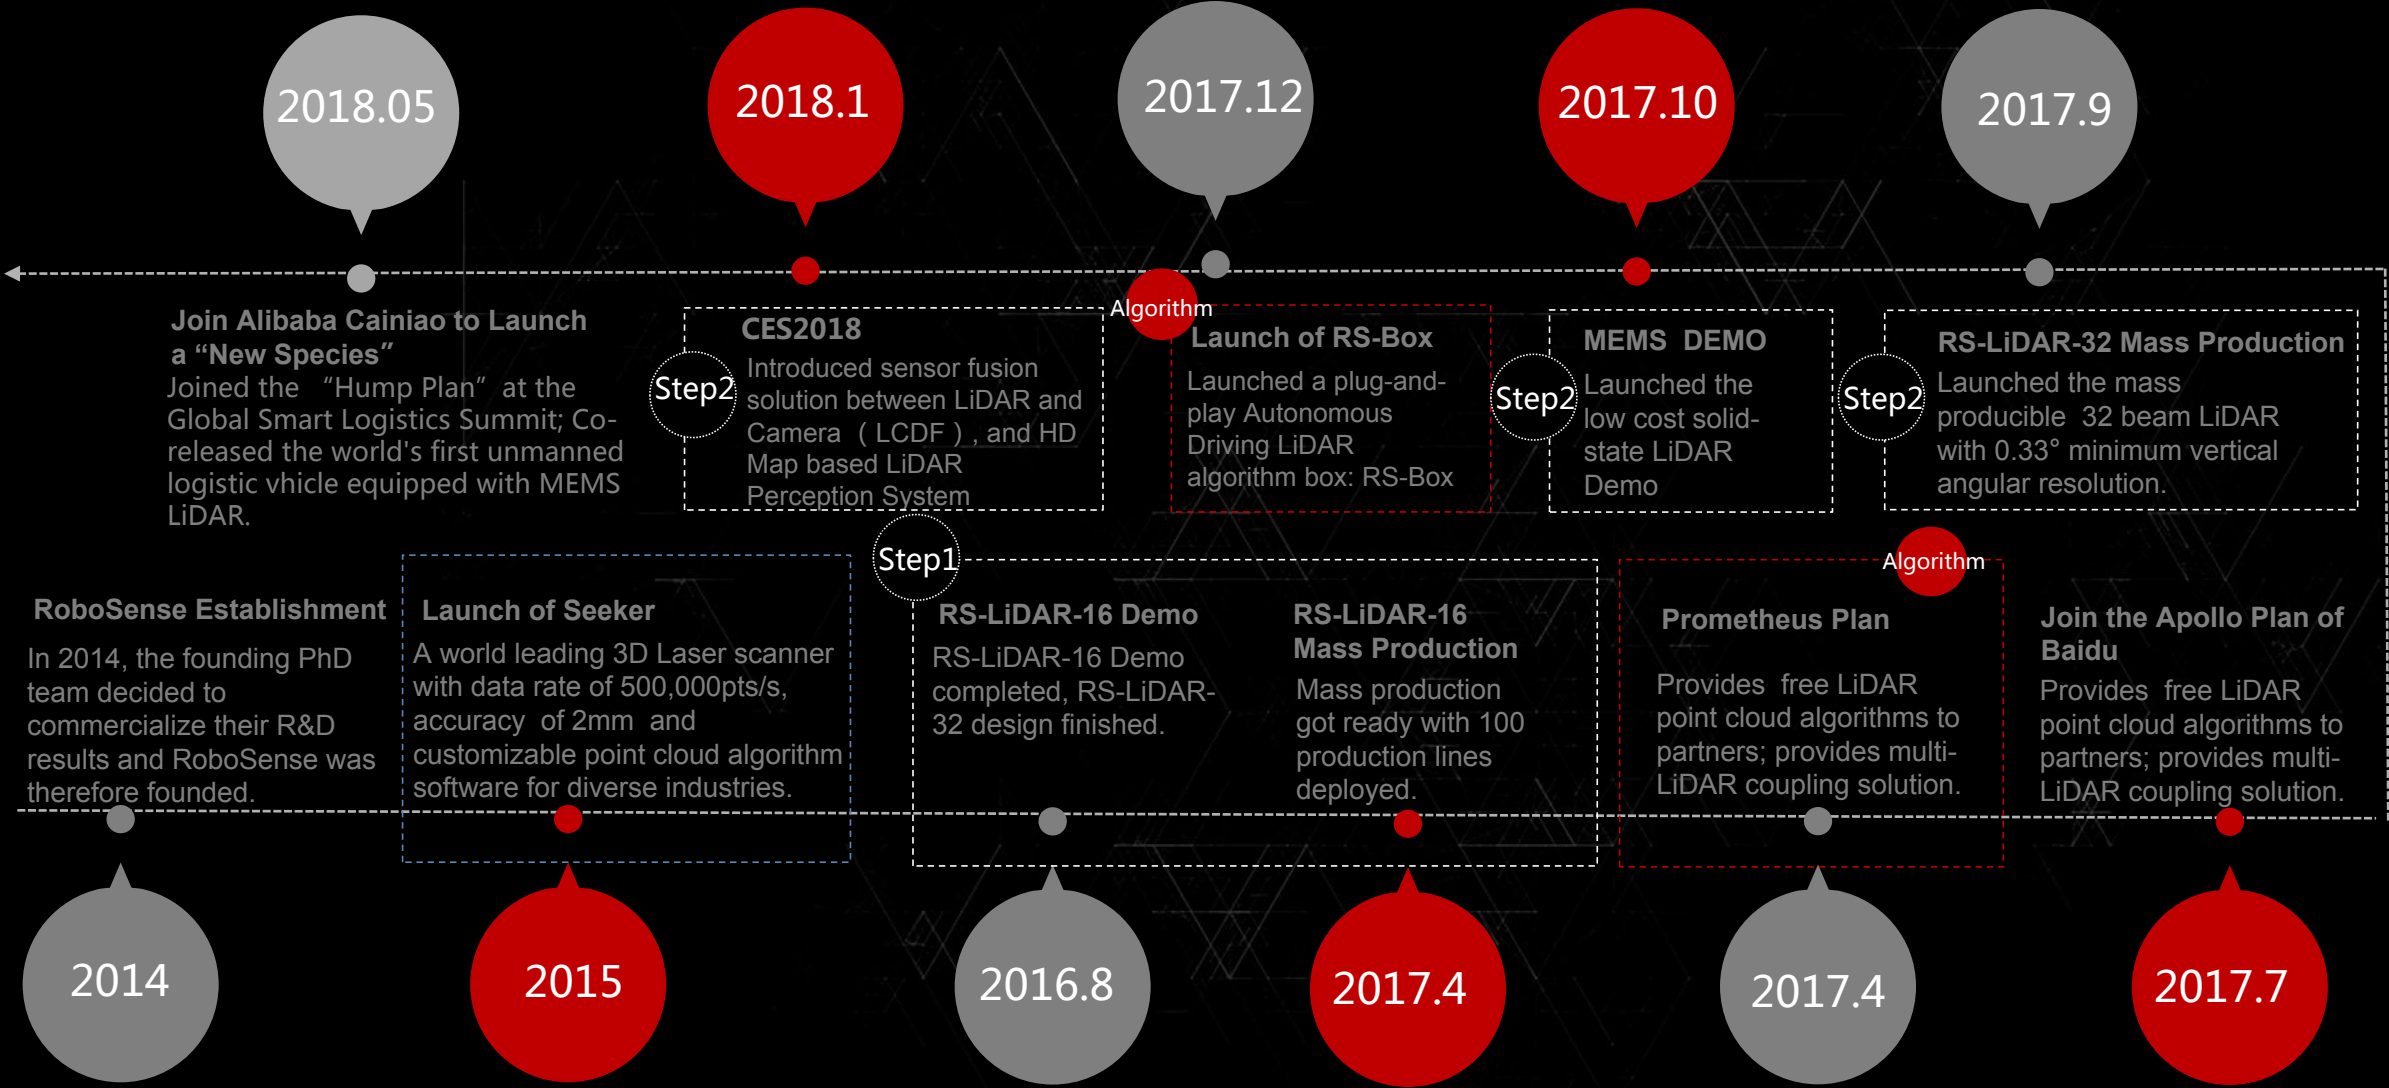 2018.05
2018.1
2017.12
2017.10
2017.9
Join Alibaba Cainiao to Launch
a “New Species”
Joined the “Hump Plan” at the
Global Smart Logistics Summit; Co-
released the world's first unmanned
logistic vhicle equipped with MEMS
LiDAR.
Step2
CES2018
Introduced sensor fusion
solution between LiDAR and
Camera （LCDF）, and HD
Map based LiDAR
Perception System
Algorithm
Launch of RS-Box
Launched a plug-and-
play Autonomous
Driving LiDAR
algorithm box: RS-Box
Step2
MEMS DEMO
Launched the
low cost solid-
state LiDAR
Demo
Step2
RS-LiDAR-32 Mass Production
Launched the mass
producible 32 beam LiDAR
with 0.33° minimum vertical
angular resolution.
RoboSense Establishment
In 2014, the founding PhD
team decided to
commercialize their R&D
results and RoboSense was
therefore founded.
Launch of Seeker
A world leading 3D Laser scanner
with data rate of 500,000pts/s,
accuracy of 2mm and
customizable point cloud algorithm
software for diverse industries.
Step1
RS-LiDAR-16 Demo
RS-LiDAR-16 Demo
completed, RS-LiDAR-
32 design finished.
RS-LiDAR-16
Mass Production
Mass production
got ready with 100
production lines
deployed.
Algorithm
Prometheus Plan
Provides free LiDAR
point cloud algorithms to
partners; provides multi-
LiDAR coupling solution.
Join the Apollo Plan of
Baidu
Provides free LiDAR
point cloud algorithms to
partners; provides multi-
LiDAR coupling solution.
2014
2015
2016.8
2017.4
2017.4
2017.7